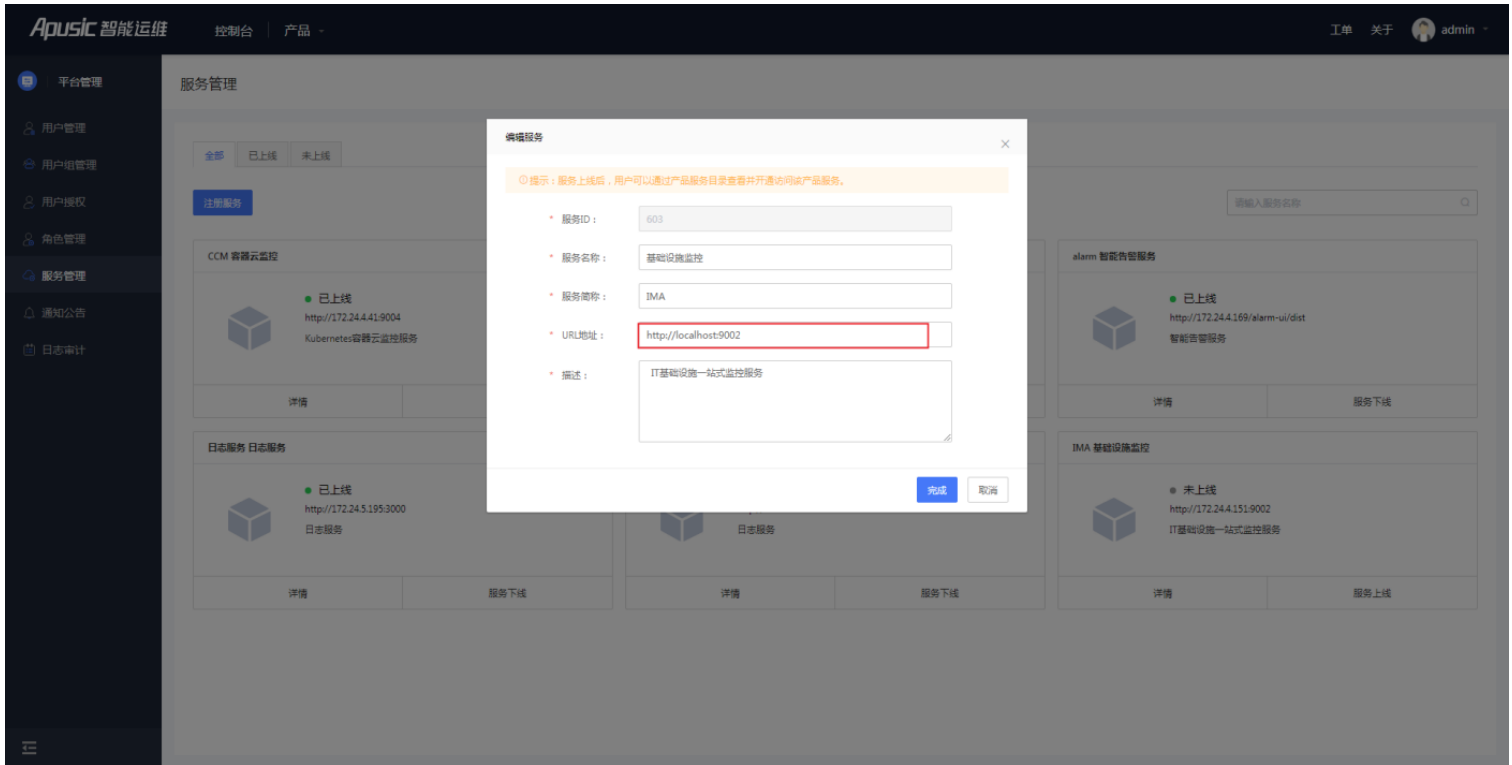 Apusic 智能运维
控制台
产品
工单
关于
admin
平台管理
用户管理
用户组管理
用户授权
角色管理
服务管理
通知公告
日志审计
服务管理
全部
已上线
未上线
注册服务
请输入服务名称
CCM 容器云监控
已上线
http://172.24.4.41:9004
Kubernetes容器云监控服务
详情
alarm 智能告警服务
已上线
http://172.24.4.169/alarm-ui/dist
智能告警服务
详情
服务下线
日志服务 日志服务
已上线
http://172.24.5.195:3000
日志服务
详情
服务下线
日志服务
详情
服务下线
IMA 基础设施监控
未上线
http://172.24.4.151:9002
IT基础设施一站式监控服务
详情
服务上线
编辑服务
提示：服务上线后，用户可以通过产品服务目录查看并开通访问该产品服务。
* 服务ID：
603
* 服务名称：
基础设施监控
* 服务简称：
IMA
* URL地址：
http://localhost:9002
* 描述：
IT基础设施一站式监控服务
完成
取消